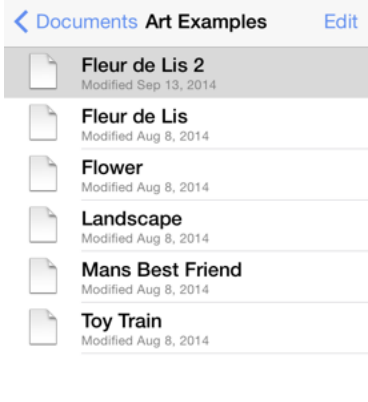 Documents Art Examples Edit
Fleur de Lis 2
Modified Sep 13, 2014
Fleur de Lis
Modified Aug 8, 2014
Flower
Modified Aug 8, 2014
Landscape
Modified Aug 8, 2014
Mans Best Friend
Modified Aug 8, 2014
Toy Train
Modified Aug 8, 2014